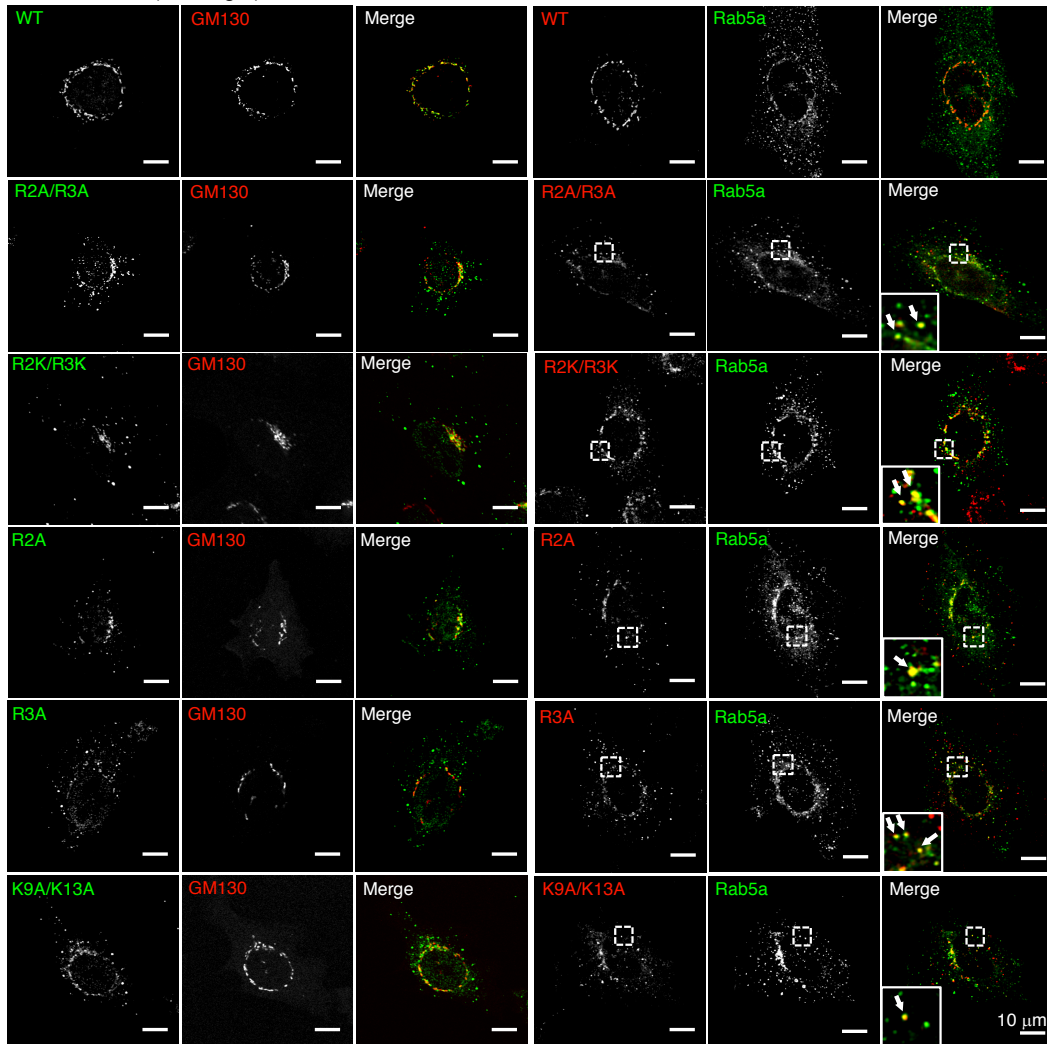 WT GM130 Merge WT Rab5a Merge
R2A/R3A GM130 Merge R2A/R3A Rab5a Merge
R2K/R3K GM130 Merge R2K/R3K Rab5a Merge
R2A GM130 Merge R2A Rab5a Merge
R3A GM130 Merge R3A Rab5a Merge
K9A/K13A GM130 Merge K9A/K13A Rab5a Merge
10 μm